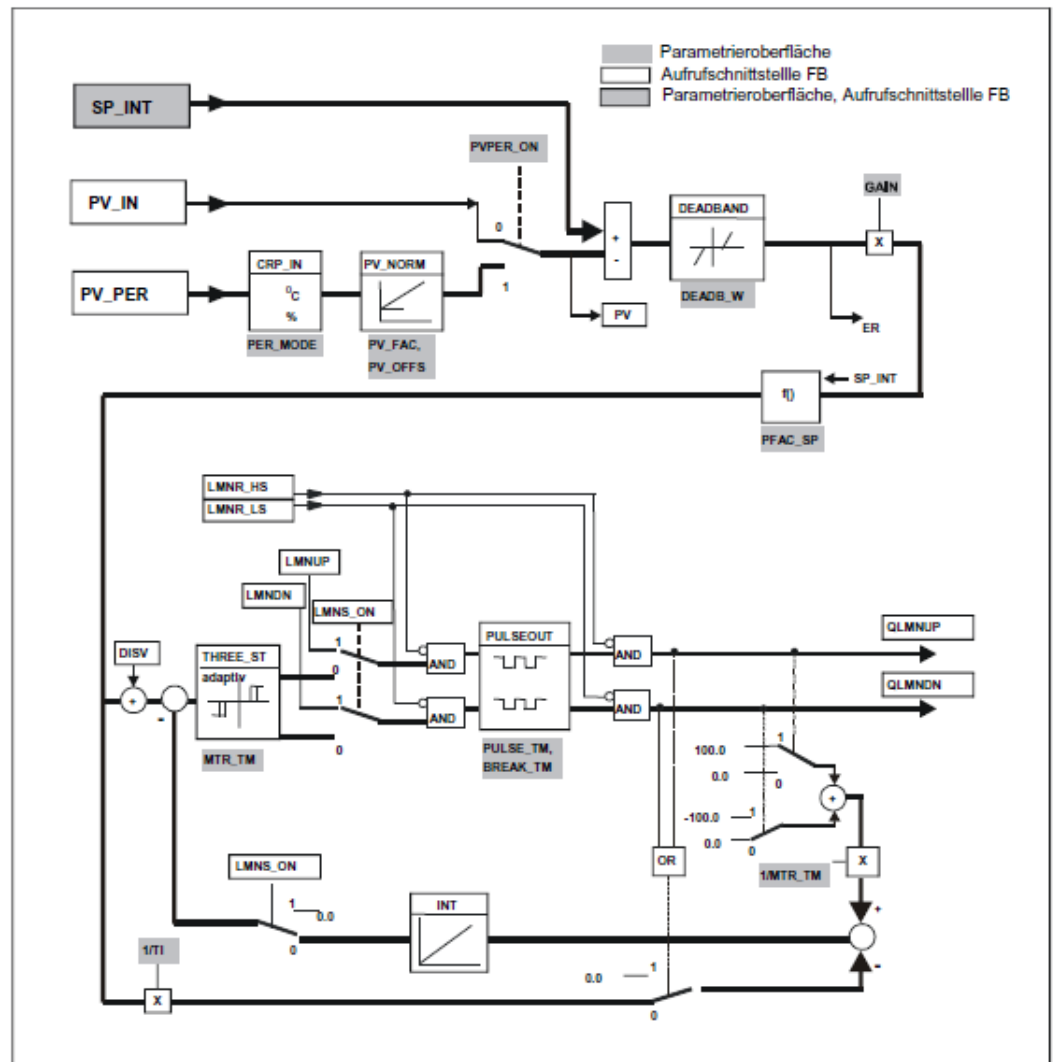 Parametrieroberfläche
Aufrufschnittstellle FB
Parametrieroberfläche, Aufrufschnittstellle FB
SP_INT
PVPER_ON
PV_IN
GAIN
DEADBAND
0
+
-
X
CRP_IN
PV_NORM
PV_PER
°C
%
1
DEADB_W
PV
ER
PER_MODE
PV_FAC,
PV_OFFS
SP_INT
f()
PFAC_SP
LMNR_HS
LMNR_LS
LMNUP
LMNDN
LMNS_ON
PULSEOUT
QLMNUP
DISV
THREE_ST
1
AND
AND
adaptiv
0
QLMNDN
+
1
-
AND
AND
MTR_TM
0
PULSE_TM,
BREAK_TM
100.0
1
0.0
0
+
-100.0
1
0.0
0
OR
X
LMNS_ON
1/MTR_TM
1
0.0
INT
+
0
1/TI
-
0.0
1
X
0